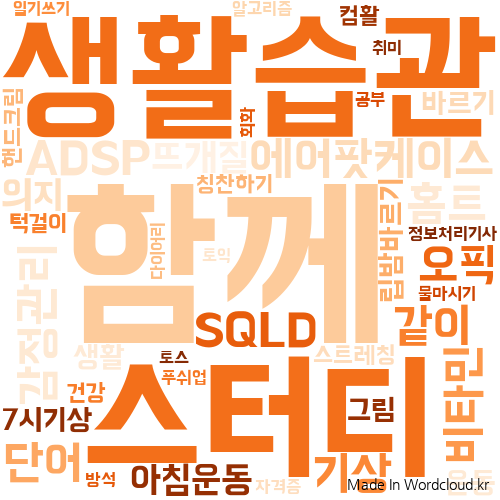 일기쓰기
알고리즘
컴활
취미
생활습관
핸드크림
회화
공부
바르기
ADSP
뜨개질
에어팟케이스
의지
칭찬하기
홈트
턱걸이
함께
다이어리
토익
립밤바르기
정보처리기사
오픽
물마시기
감정관리
SQLD
같이
생활
토스
스트레칭
비타민
건강
푸쉬업
스터디
그림
7시기상
단어
방석
아침운동
자격증
기상
운동
Made In Wordcloud.kr